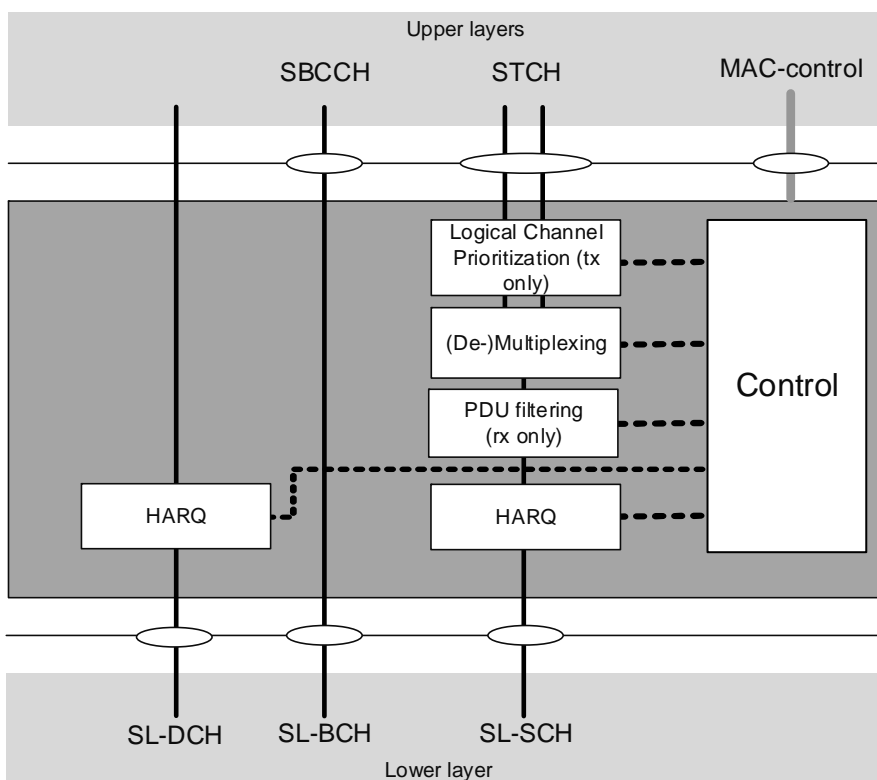 Upper layers
SBCCH
STCH
MAC-control
Logical Channel
Prioritization (tx
only)
(De-)Multiplexing
Control
PDU filtering
(rx only)
HARQ
HARQ
SL-DCH
SL-BCH
SL-SCH
Lower layer